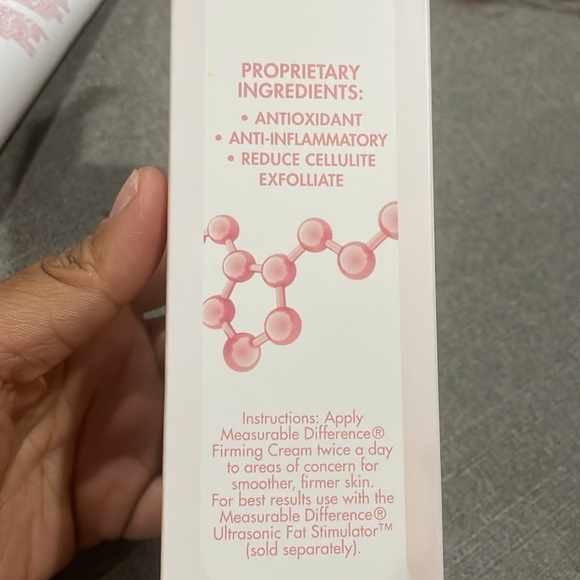 PROPRIETARY
INGREDIENTS:
• ANTIOXIDANT
• ANTI-INFLAMMATORY
• REDUCE CELLULITE
EXFOLLIATE
Instructions: Apply
Measurable Difference®
Firming Cream twice a day
to areas of concern for
smoother, firmer skin.
For best results use with the
Measurable Difference®
Ultrasonic Fat Stimulator™
(sold separately).